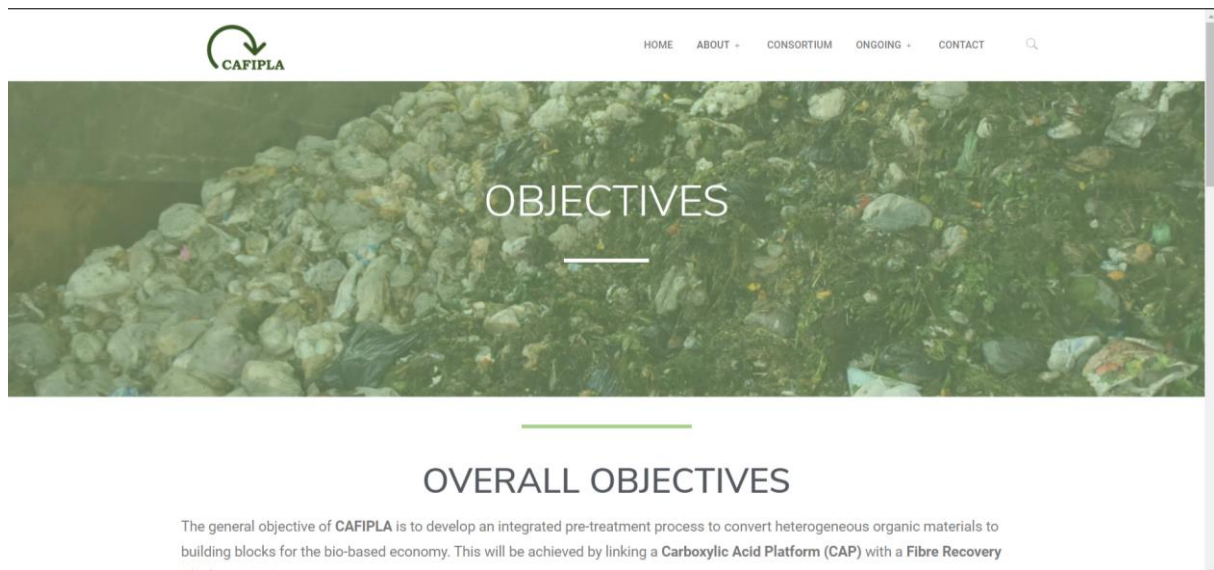 CAFIPLA
HOME ABOUT + CONSORTIUM ONGOING + CONTACT
OBJECTIVES
OVERALL OBJECTIVES
The general objective of CAFIPLA is to develop an integrated pre-treatment process to convert heterogeneous organic materials to
building blocks for the bio-based economy. This will be achieved by linking a Carboxylic Acid Platform (CAP) with a Fibre Recovery